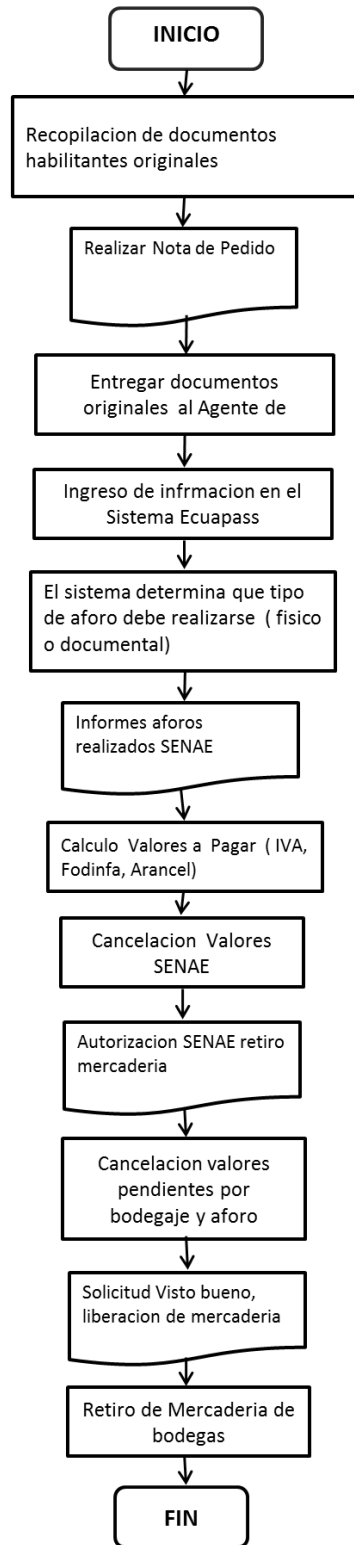 INICIO
Recopilacion de documentos
habilitantes originales
Realizar Nota de Pedido
Entregar documentos
originales al Agente de
Ingreso de infrmacion en el
Sistema Ecuapass
El sistema determina que tipo
de aforo debe realizarse ( fisico
o documental)
Informes aforos
realizados SENAE
Calculo Valores a Pagar ( IVA,
Fodinfa, Arancel)
Cancelacion Valores
SENAE
Autorizacion SENAE retiro
mercaderia
Cancelacion valores
pendientes por
bodegaje y aforo
Solicitud Visto bueno,
liberacion de mercaderia
Retiro de Mercaderia de
bodegas
FIN